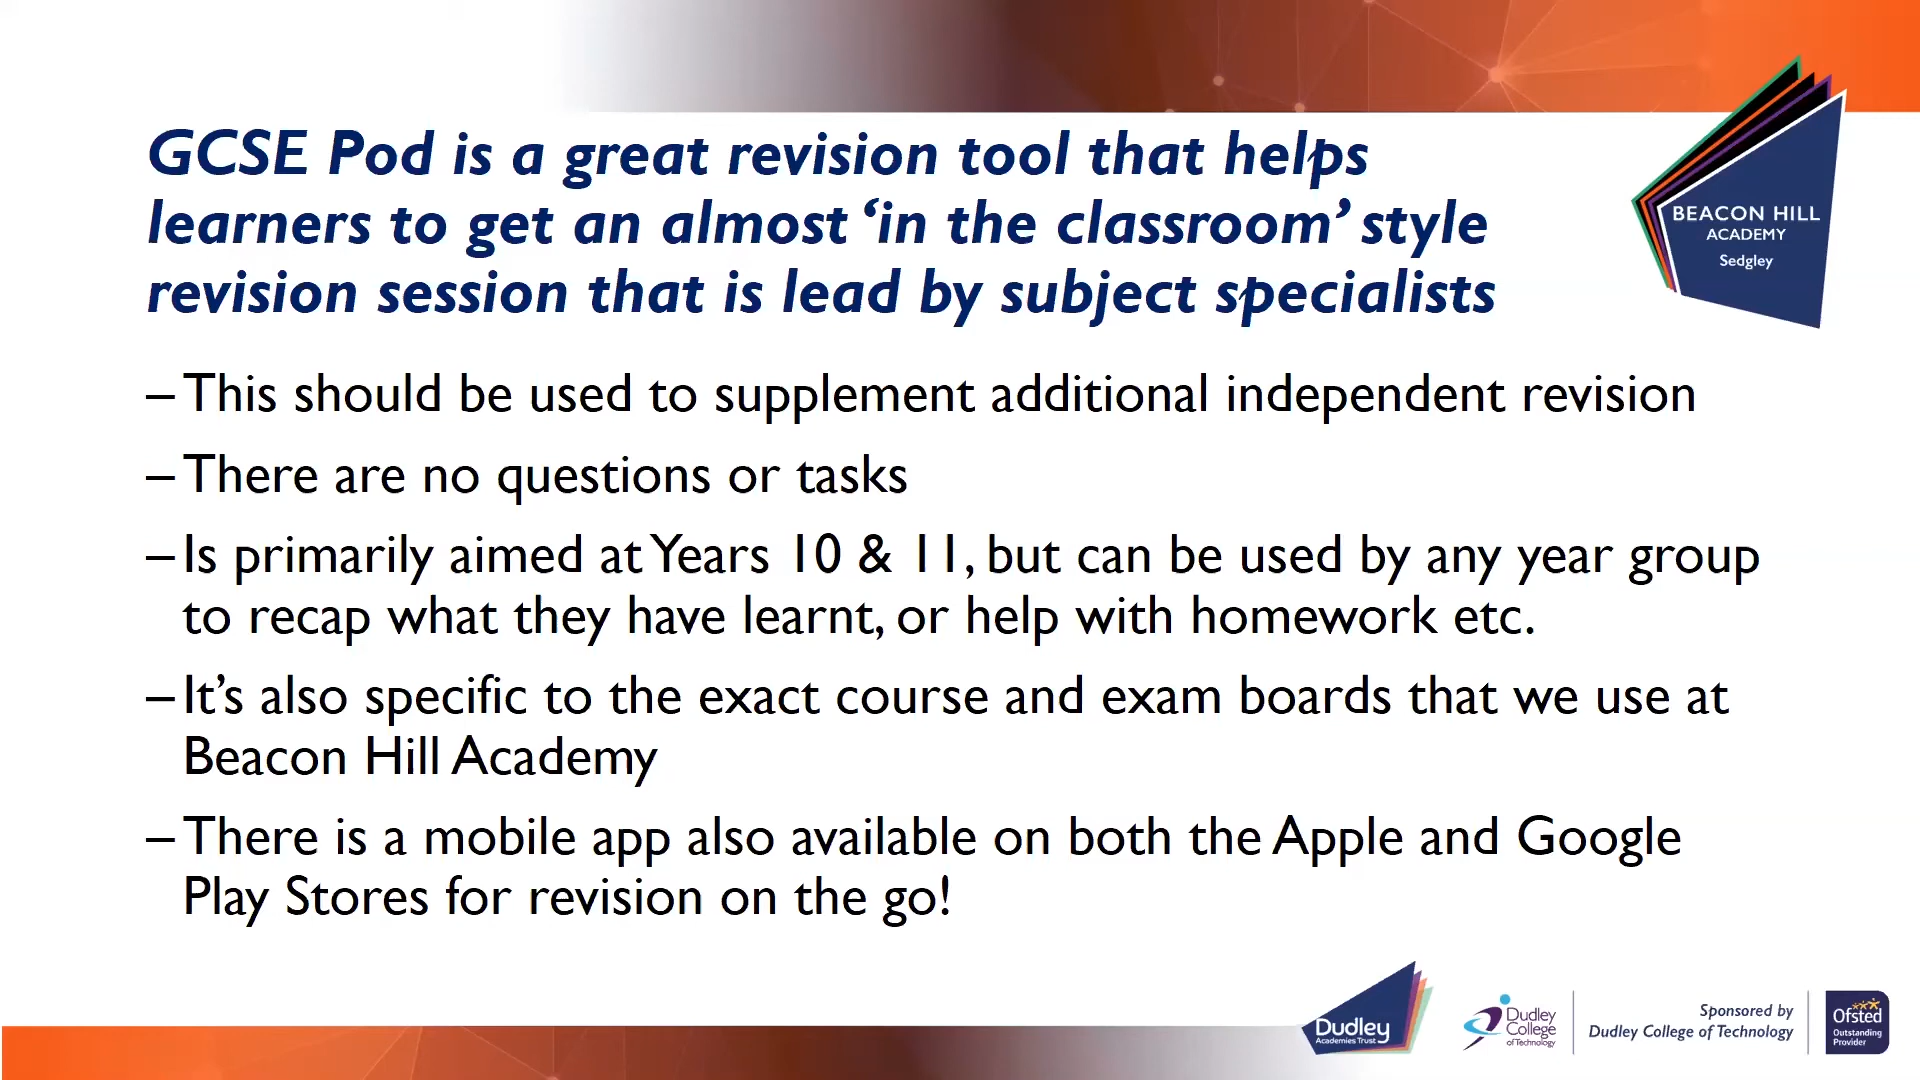 GCSE Pod is a great revision tool that helps
learners to get an almost ‘in the classroom’ style
revision session that is lead by subject specialists
BEACON HILL
ACADEMY
Sedgley
– This should be used to supplement additional independent revision
– There are no questions or tasks
– Is primarily aimed at Years 10 & 11, but can be used by any year group
to recap what they have learnt, or help with homework etc.
– It’s also specific to the exact course and exam boards that we use at
Beacon Hill Academy
– There is a mobile app also available on both the Apple and Google
Play Stores for revision on the go!
Dudley
Academies Trust
Dudley
College
of Technology
Sponsored by
Dudley College of Technology
Ofsted
Outstanding
Provider